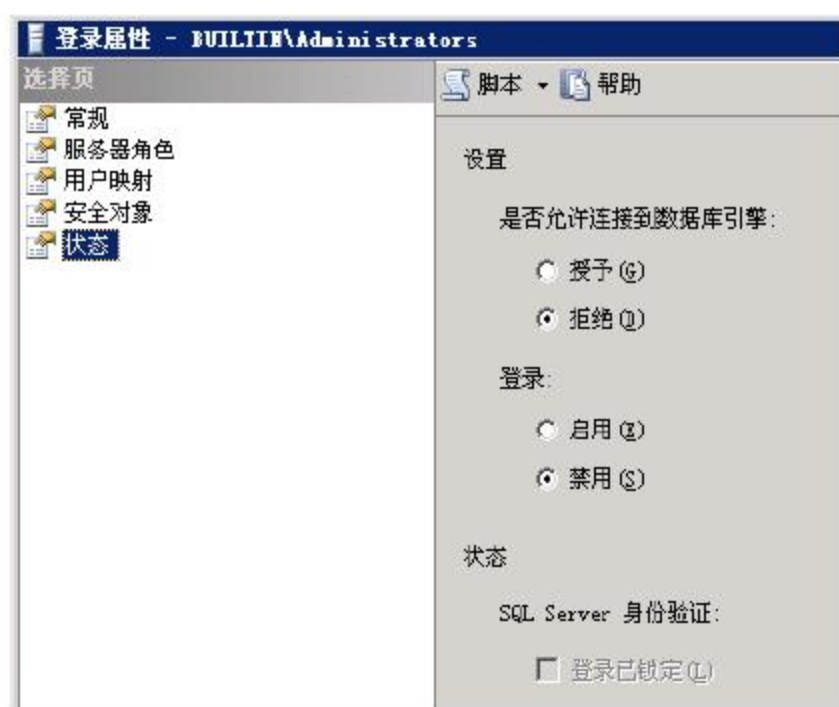 登录属性 - BUILTIN\Administrators
选择页
常规
服务器角色
用户映射
安全对象
状态
脚本 帮助
设置
是否允许连接到数据库引擎:
授予(G)
拒绝(D)
登录:
启用(E)
禁用(S)
状态
SQL Server 身份验证:
登录已锁定(L)